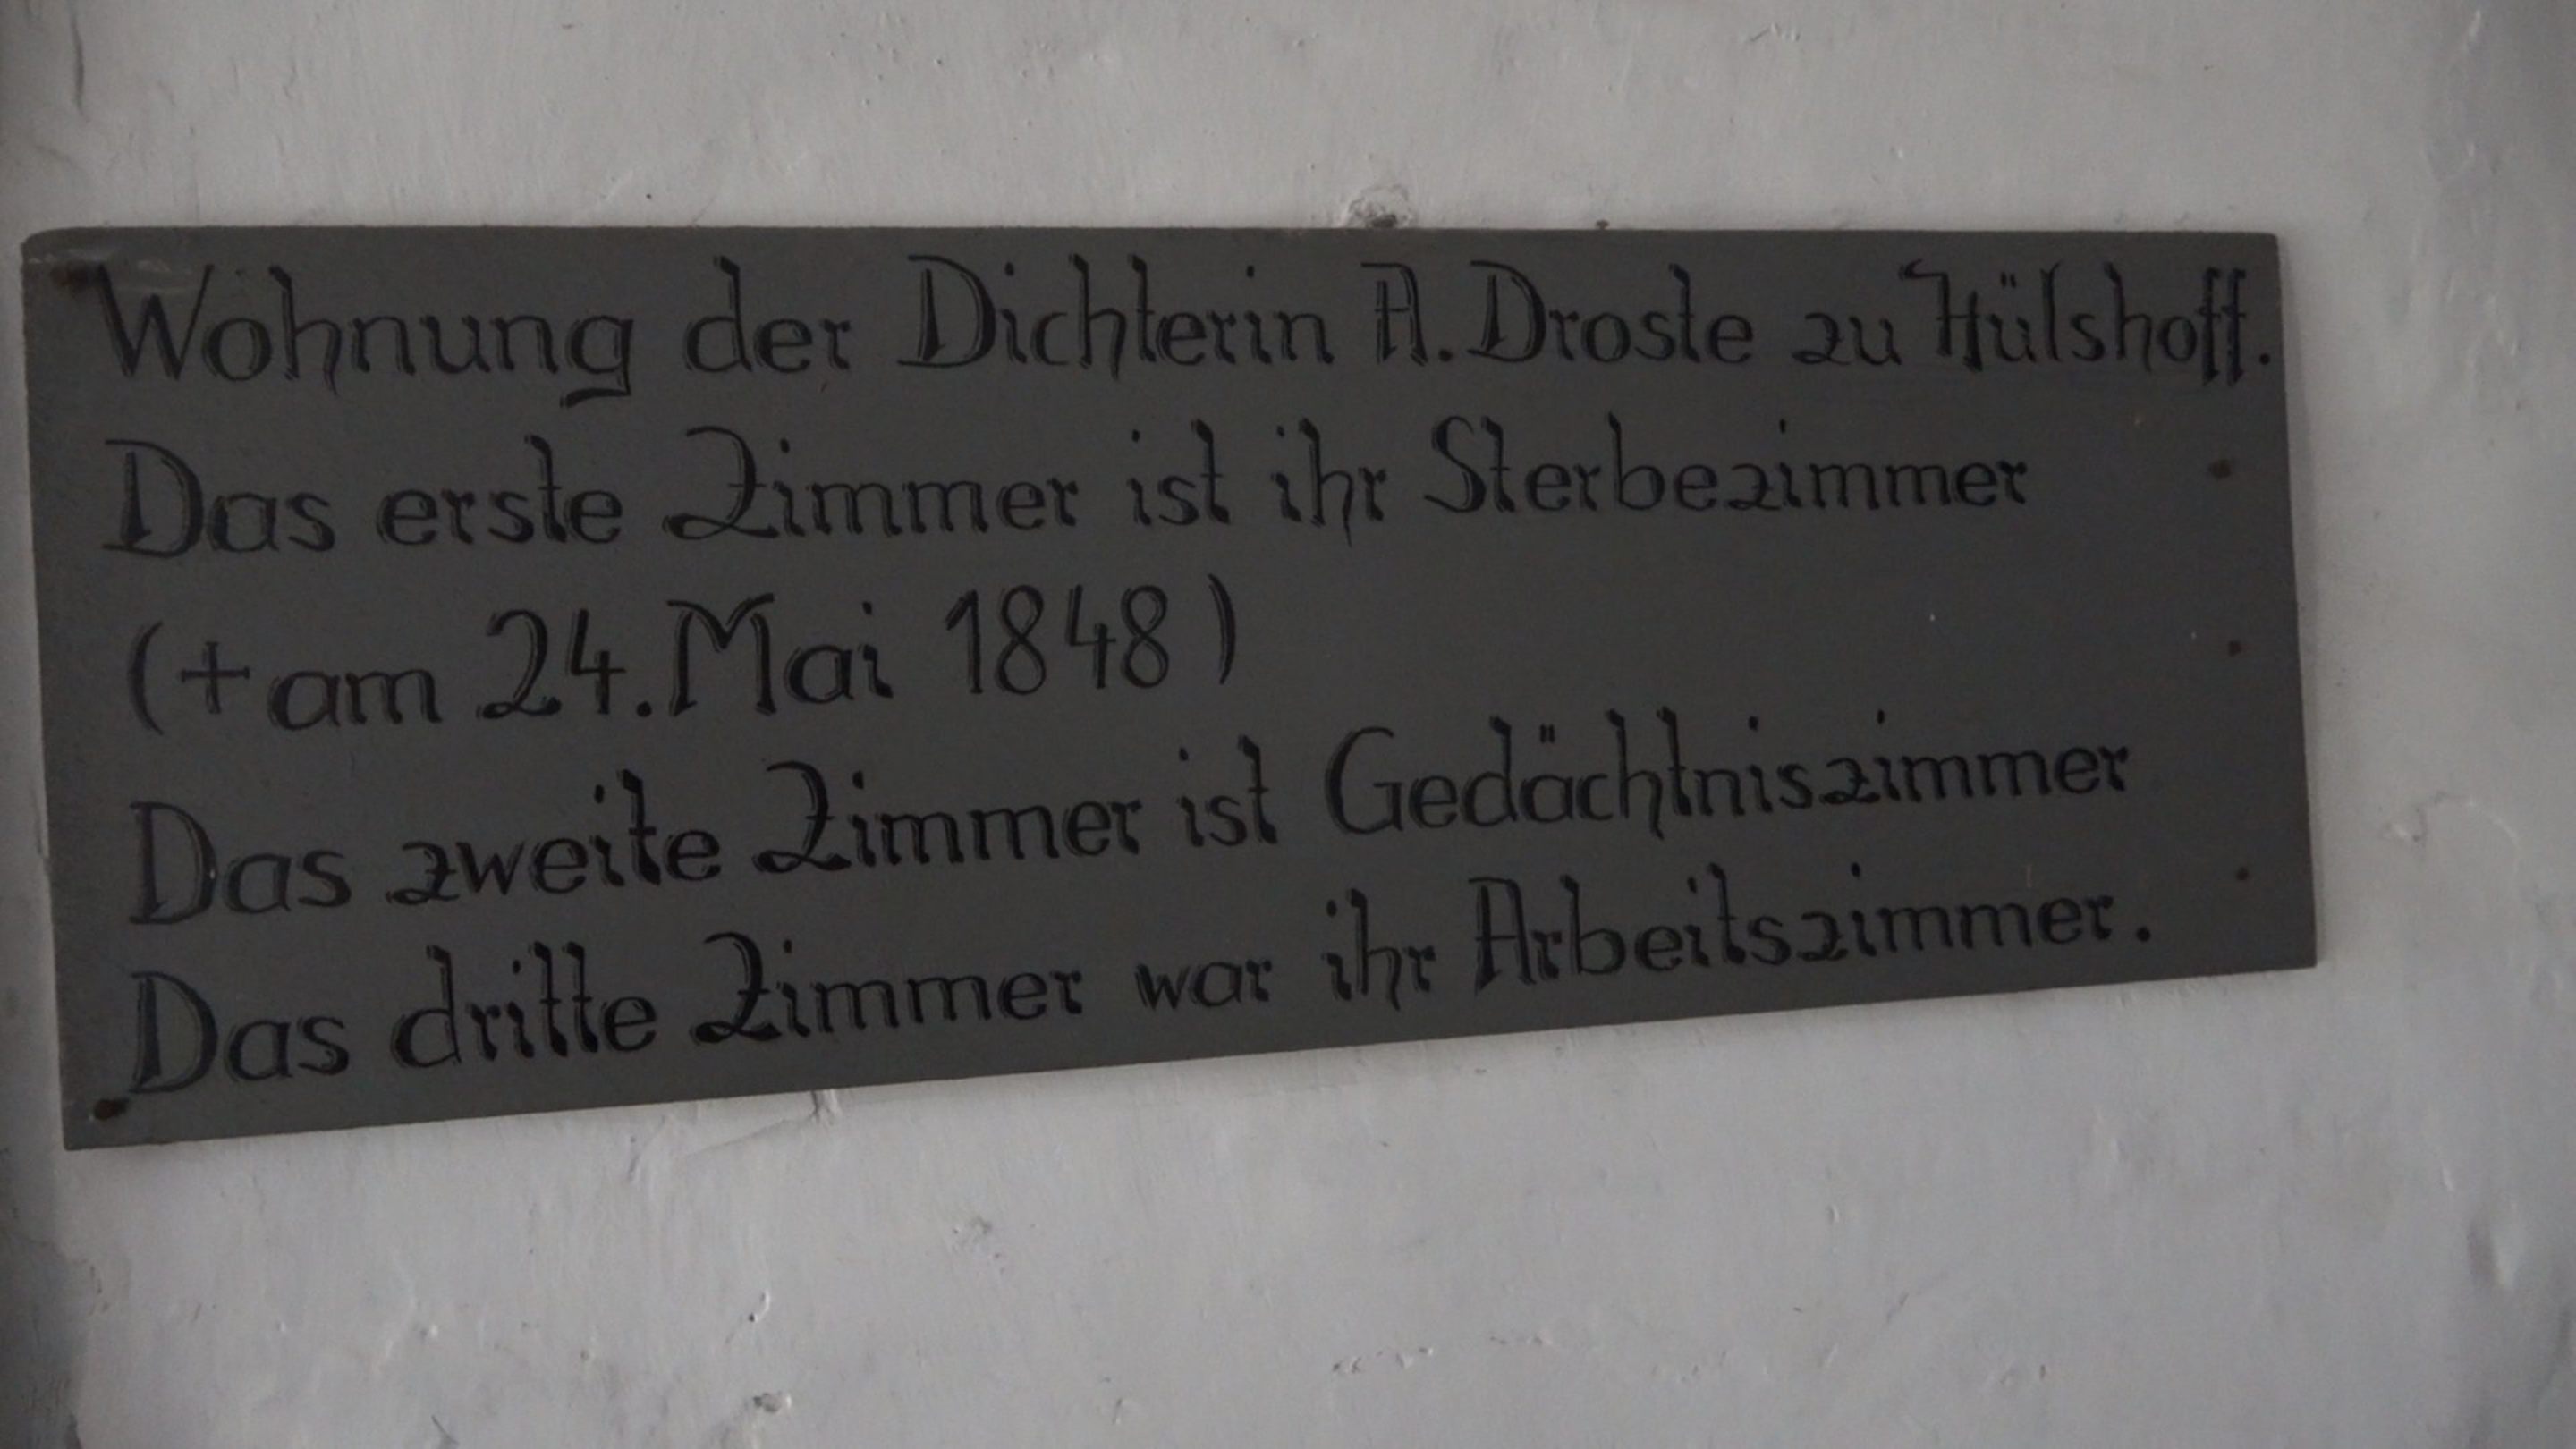 Wohnung der Dichterin A. Droste zu Hülshoff.
Das erste Zimmer ist ihr Sterbezimmer
(+ am 24. Mai 1848)
Das zweite Zimmer ist Gedächtniszimmer
Das dritte Zimmer war ihr Arbeitszimmer.